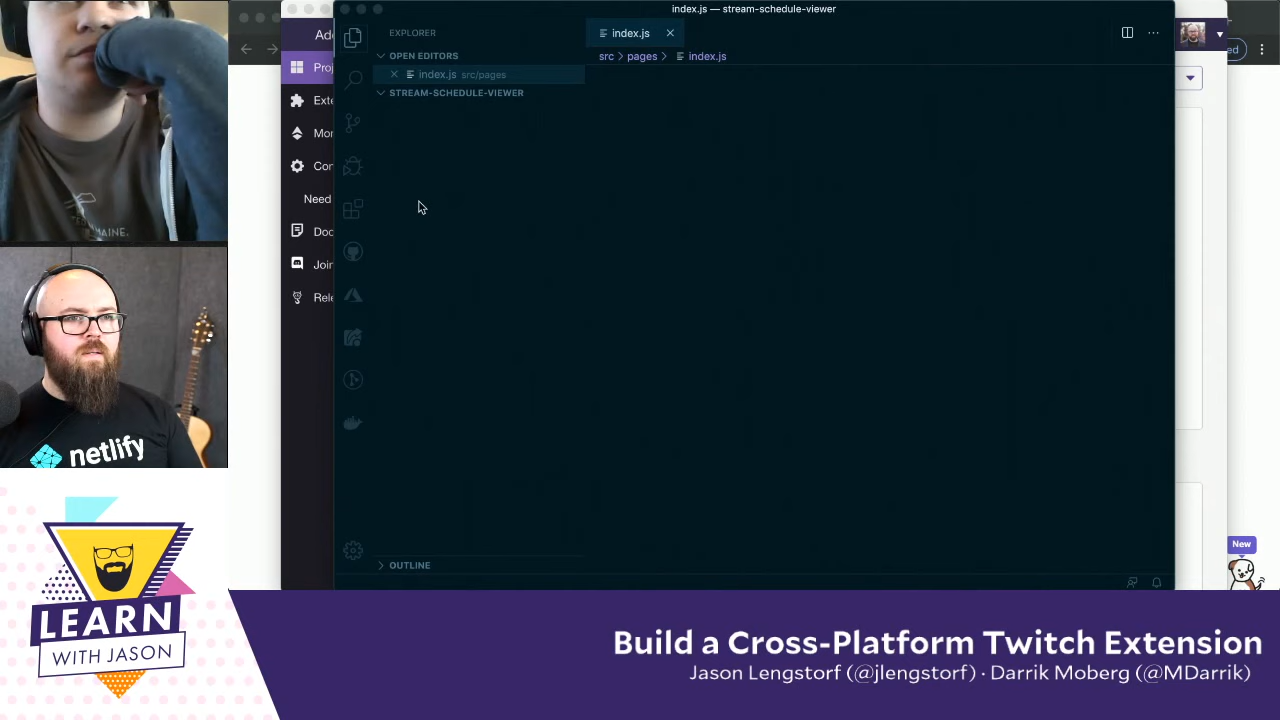 index.js — stream-schedule-viewer
EXPLORER
index.js
OPEN EDITORS
src > pages > index.js
index.js src/pages
STREAM-SCHEDULE-VIEWER
OUTLINE
Need
New
MAINE.
netlify
LEARN
WITH JASON
Build a Cross-Platform Twitch Extension
Jason Lengstorf (@jlengstorf) · Darrik Moberg (@MDarrik)